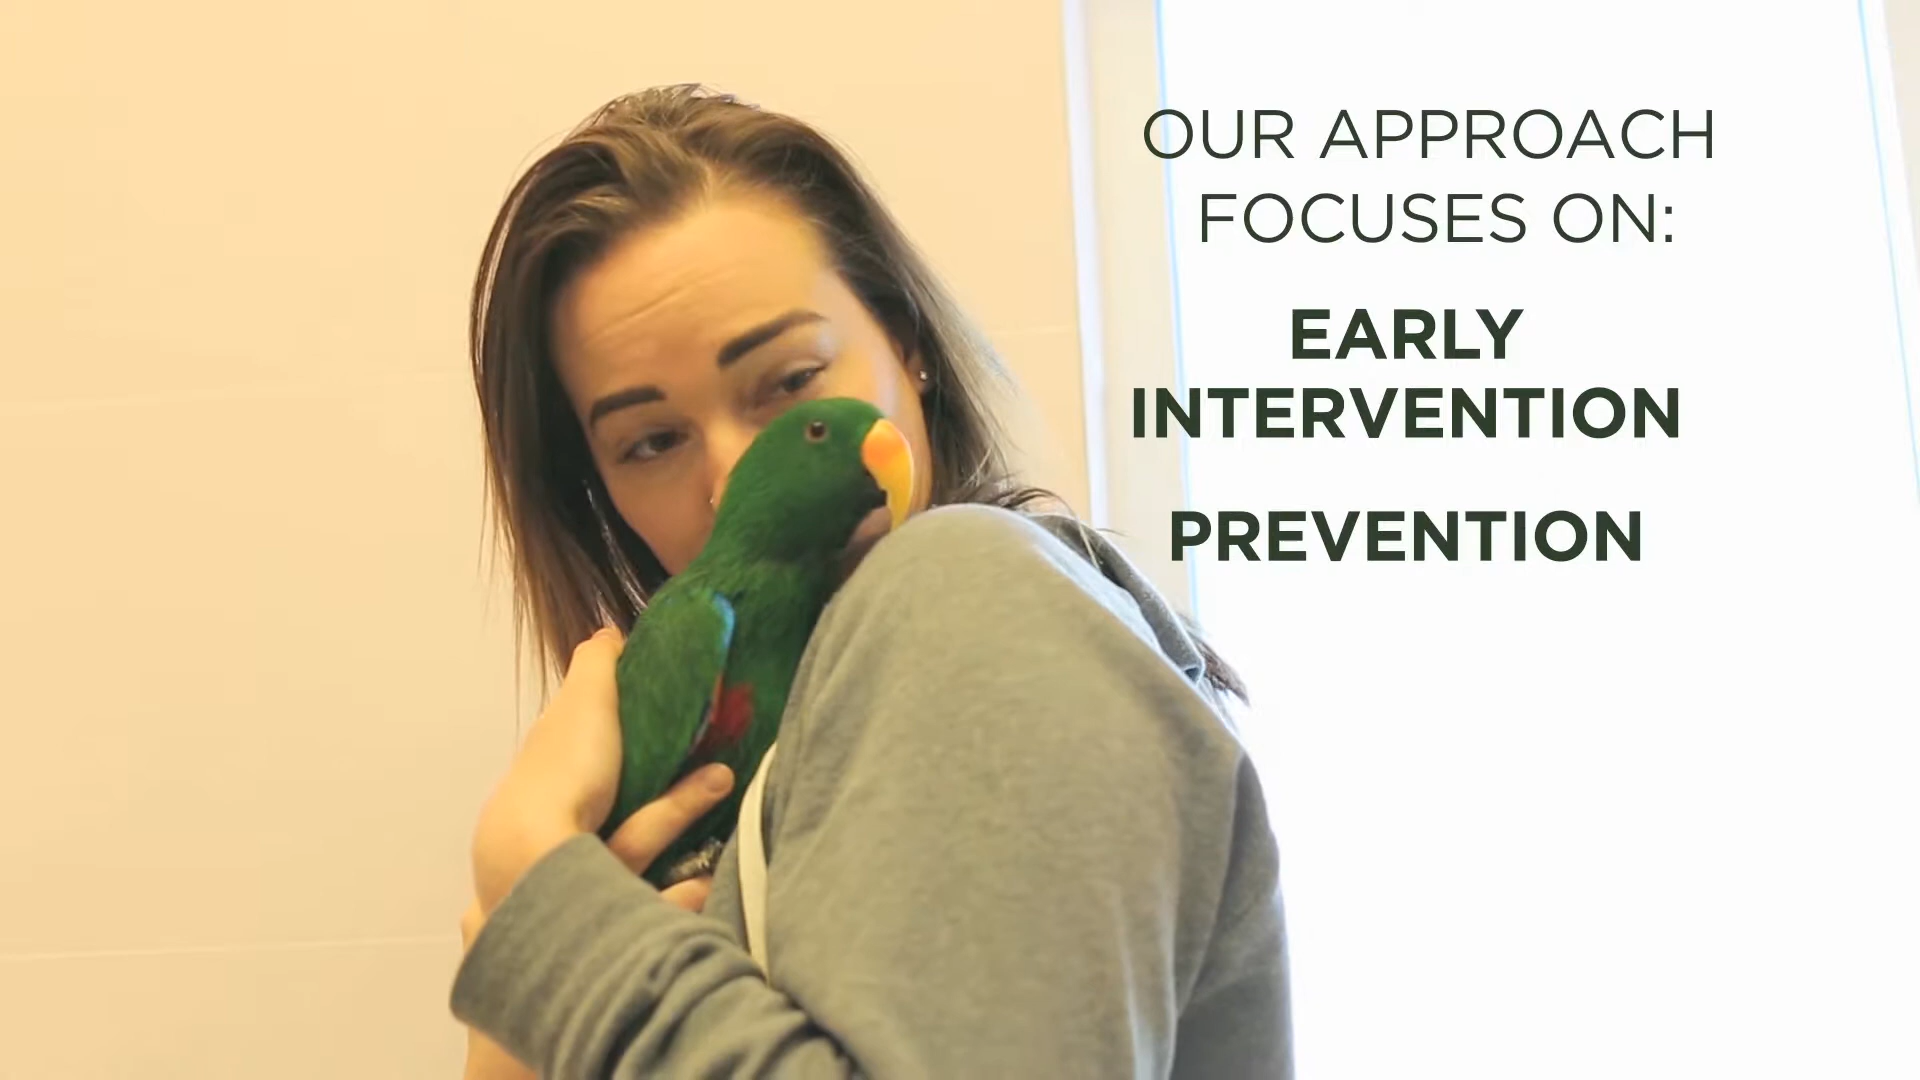 OUR APPROACH
FOCUSES ON:
EARLY
INTERVENTION
PREVENTION